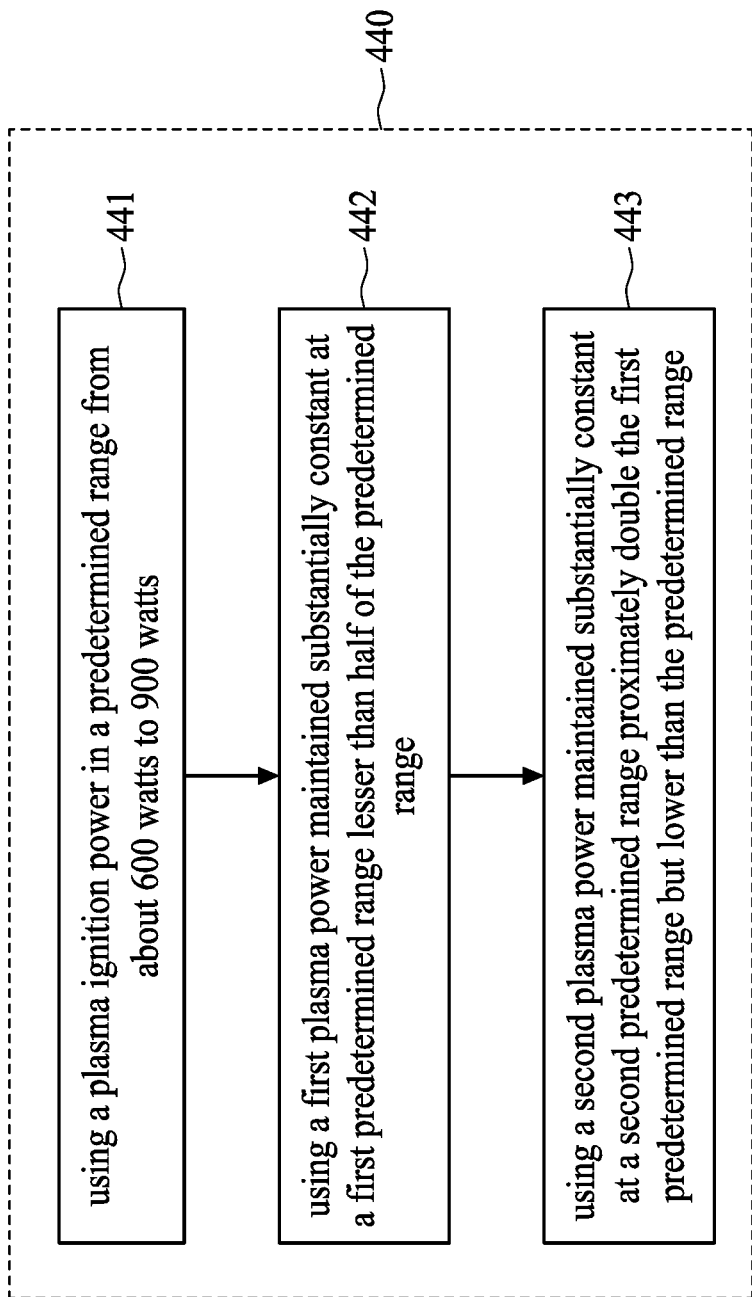 440
441
using a plasma ignition power in a predetermined range from
about 600 watts to 900 watts
442
using a first plasma power maintained substantially constant at
a first predetermined range lesser than half of the predetermined
range
443
using a second plasma power maintained substantially constant
at a second predetermined range proximately double the first
predetermined range but lower than the predetermined range